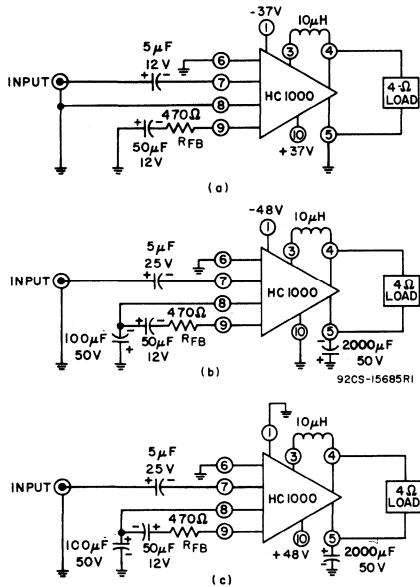 -37V
10μH
5μF
12V
INPUT
1
3
4
6
7
8
9
HC1000
4-Ω
LOAD
470Ω
+ -
50μF
12V
RFB
10
+37V
5
(a)
-48V
10μH
5μF
25V
INPUT
1
3
4
6
7
8
9
HC1000
4Ω
LOAD
470Ω
100μF
50V
50μF
12V
RFB
10
5
2000μF
50V
(b)
92CS-15685RI
10μH
5μF
25V
INPUT
1
3
4
6
7
8
9
HC1000
4Ω
LOAD
470Ω
100μF
50V
50μF
12V
RFB
10
+48V
5
2000μF
50V
(c)